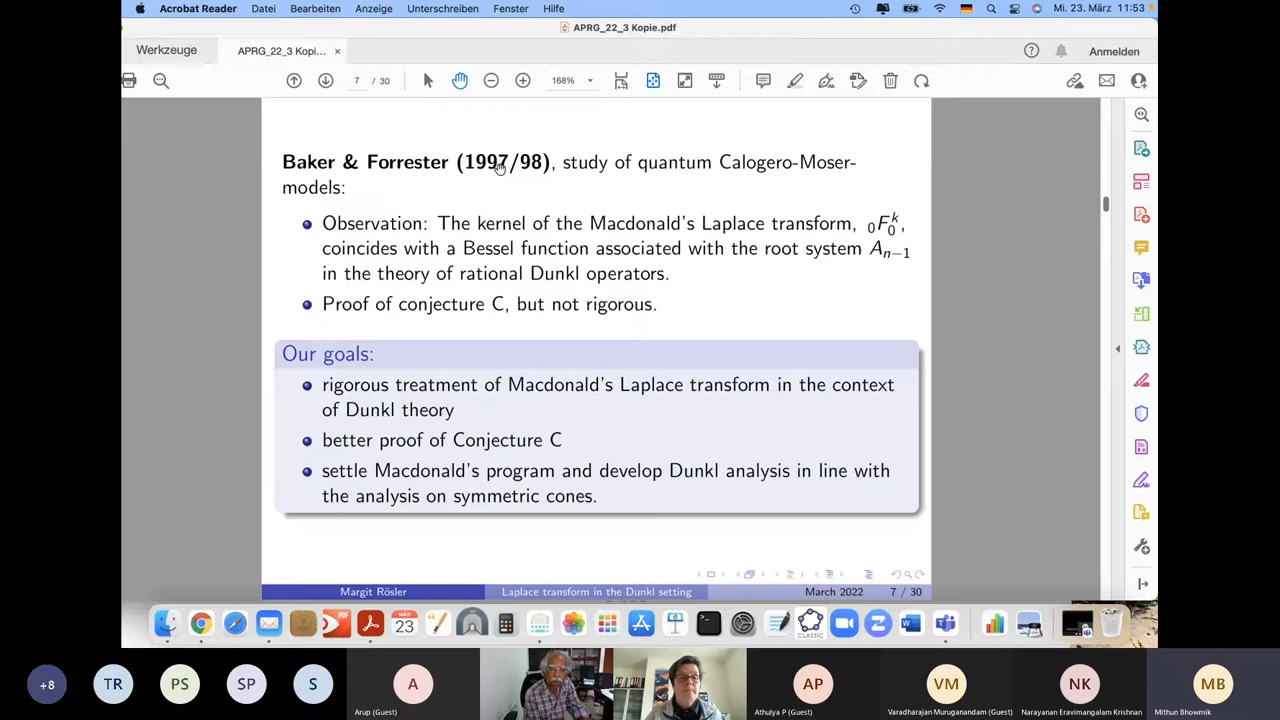 Acrobat Reader Datei Bearbeiten Anzeige Unterschreiben Fenster Hilfe Mi. 23. März 11:53
APRG_22_3 Kopie.pdf
Werkzeuge APRG_22_3 Kopi... × Anmelden
7 / 30 168%
Baker & Forrester (1997/98), study of quantum Calogero-Moser-
models:
Observation: The kernel of the Macdonald's Laplace transform, ₀F₀ᵏ,
coincides with a Bessel function associated with the root system Aₙ₋₁
in the theory of rational Dunkl operators.
Proof of conjecture C, but not rigorous.
Our goals:
rigorous treatment of Macdonald's Laplace transform in the context
of Dunkl theory
better proof of Conjecture C
settle Macdonald's program and develop Dunkl analysis in line with
the analysis on symmetric cones.
Margit Rösler Laplace transform in the Dunkl setting March 2022 7 / 30
PDF MÄR 23 CLASSIC
+8 TR PS SP S A AP VM NK MB
Arup (Guest) Athulya P (Guest) Varadharajan Muruganandam (Guest) Narayanan Eravimangalam Krishnan Mithun Bhowmik